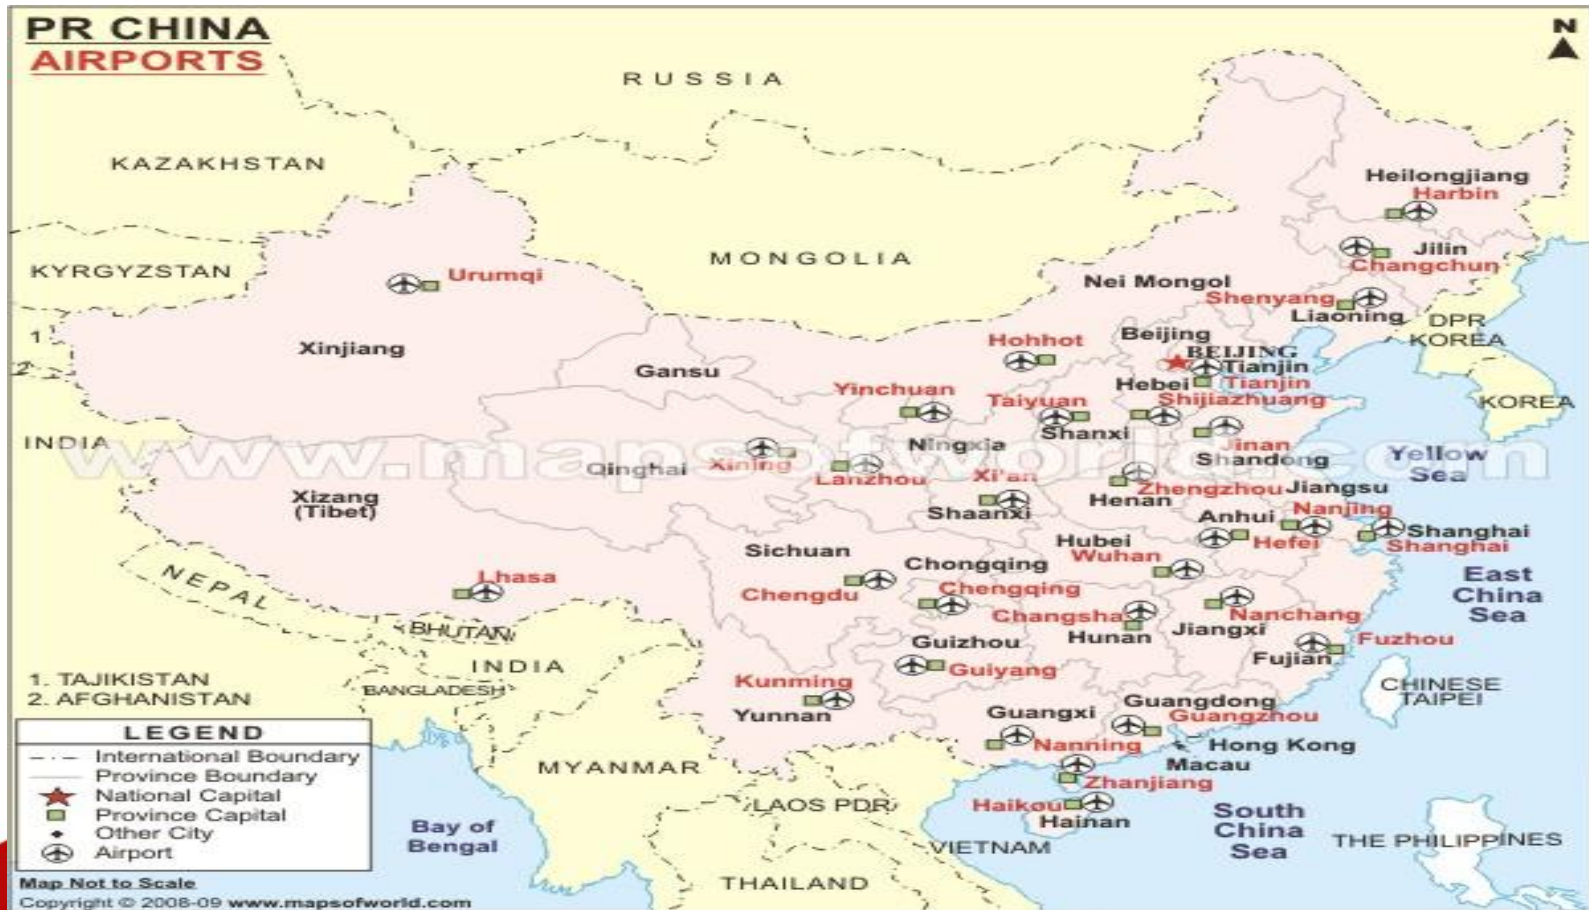 PR CHINA
AIRPORTS
N
RUSSIA
KAZAKHSTAN
Heilongjiang
Harbin
MONGOLIA
Jilin
Changchun
KYRGYZSTAN
Urumqi
Nei Mongol
Shenyang
Liaoning
DPR
KOREA
1
2
Xinjiang
Hohhot
Beijing
BEIJING
Tianjin
Gansu
Hebei
Tianjin
Yinchuan
Taiyuan
Shijiazhuang
KOREA
Shanxi
INDIA
Ningxia
Jinan
Shandong
www.mapsofworld.com
Yellow
Sea
Qinghai
Xining
Lanzhou
Xi'an
Zhengzhou
Henan
Jiangsu
Xizang
(Tibet)
Shaanxi
Anhui
Nanjing
Hefei
Shanghai
Shanghai
Sichuan
Hubei
Wuhan
Chongqing
Chengqing
Chengdu
East
China
Sea
NEPAL
Lhasa
Changsha
Hunan
Nanchang
Jiangxi
BHUTAN
Guizhou
Guiyang
Fuzhou
Fujian
INDIA
1. TAJIKISTAN
2. AFGHANISTAN
BANGLADESH
Kunming
Yunnan
CHINESE
TAIPEI
Guangxi
Guangdong
Guangzhou
Nanning
Hong Kong
Macau
LEGEND
International Boundary
Province Boundary
National Capital
Province Capital
Other City
Airport
MYANMAR
Zhanjiang
LAOS PDR
Haikou
Hainan
South
China
Sea
Bay of
Bengal
VIETNAM
THE PHILIPPINES
THAILAND
Map Not to Scale
Copyright © 2008-09 www.mapsofworld.com